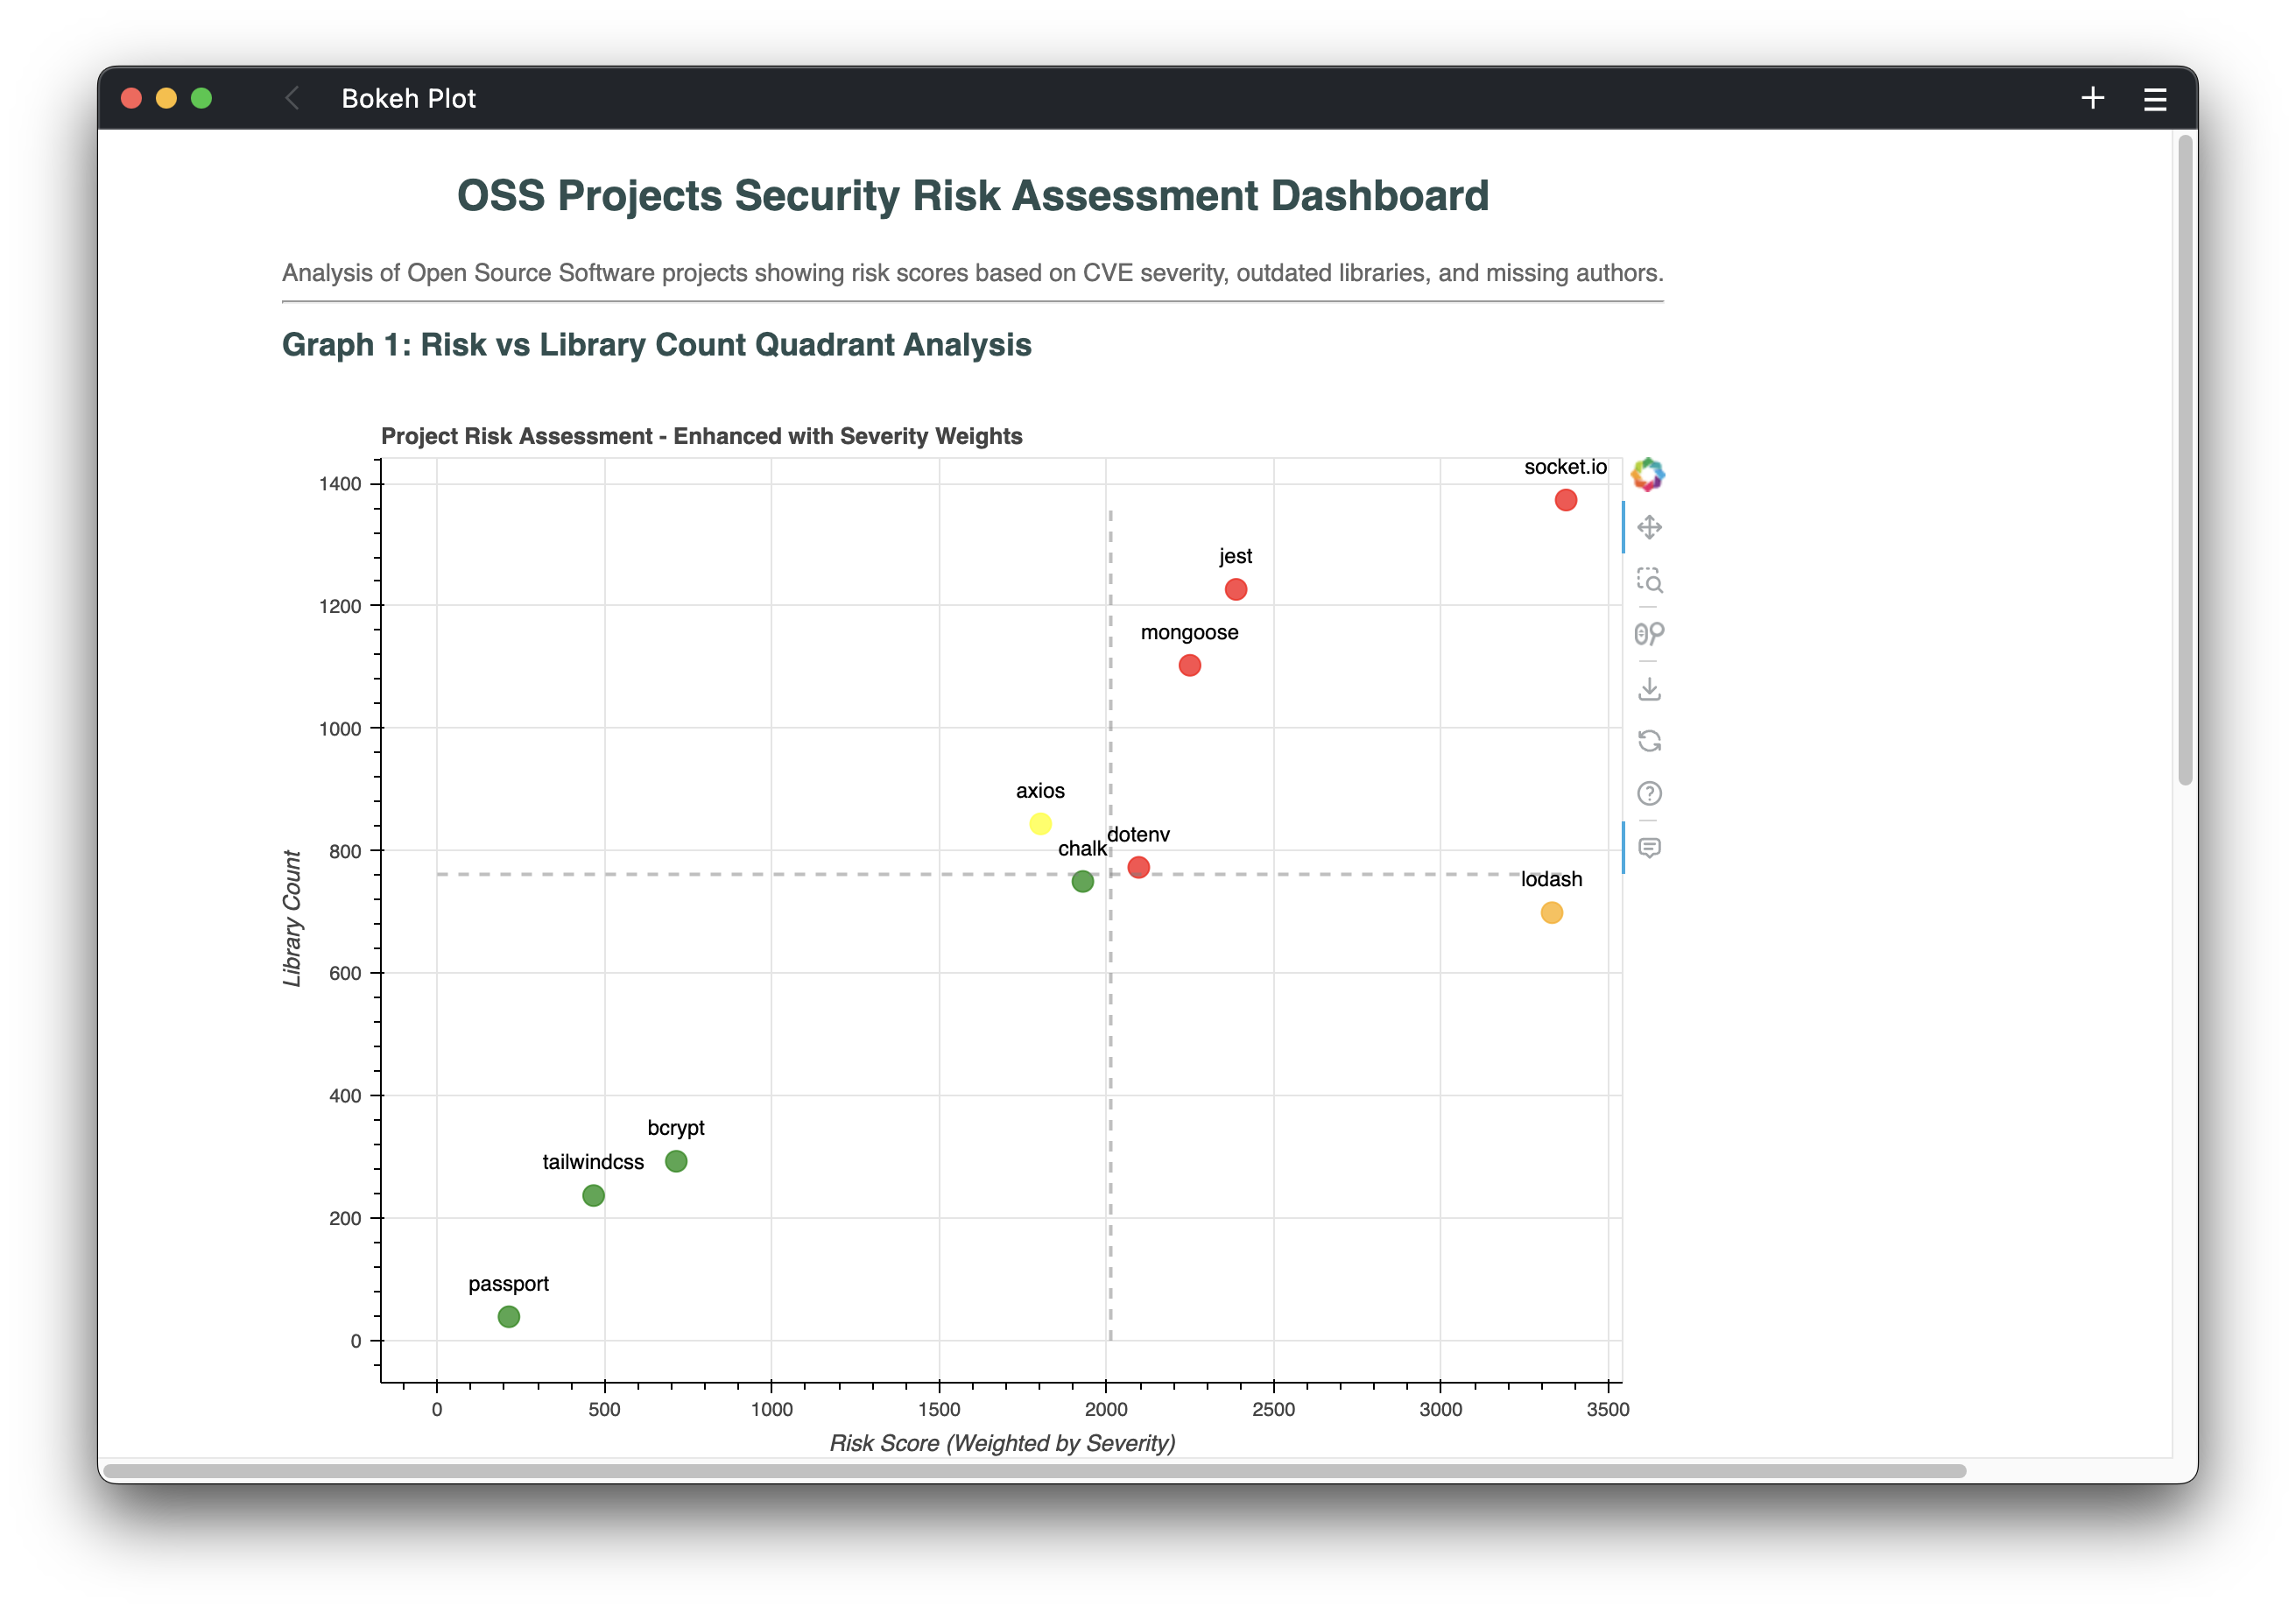 Bokeh Plot
OSS Projects Security Risk Assessment Dashboard
Analysis of Open Source Software projects showing risk scores based on CVE severity, outdated libraries, and missing authors.
Graph 1: Risk vs Library Count Quadrant Analysis
Project Risk Assessment - Enhanced with Severity Weights
socket.io
1400
jest
1200
mongoose
1000
axios
dotenv
chalk
800
lodash
Library Count
600
400
bcrypt
tailwindcss
200
passport
0
0 500 1000 1500 2000 2500 3000 3500
Risk Score (Weighted by Severity)